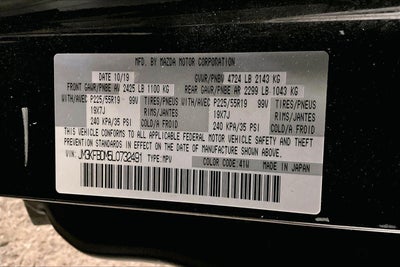 MFD. BY MAZDA MOTOR CORPORATION
DATE 10/19 GVWR/PNBV 4724 LB 2143 KG
FRONT GAWR/PNBE AV 2425 LB 1100 KG REAR GAWR/PNBE AR 2299 LB 1043 KG
WITH/AVEC P225/55R19 99V TIRES/PNEUS WITH/AVEC P225/55R19 99V TIRES/PNEUS
19X7J RIMS/JANTES 19X7J RIMS/JANTES
240 KPA/35 PSI COLD/A FROID 240 KPA/35 PSI COLD/A FROID
THIS VEHICLE CONFORMS TO ALL APPLICABLE FEDERAL MOTOR VEHICLE SAFETY AND THEFT
PREVENTION STANDARDS IN EFFECT ON THE DATE OF MANUFACTURE SHOWN ABOVE.
VIN: JM3KFBDM5L0732491 TYPE:MPV COLOR CODE:41W MADE IN JAPAN